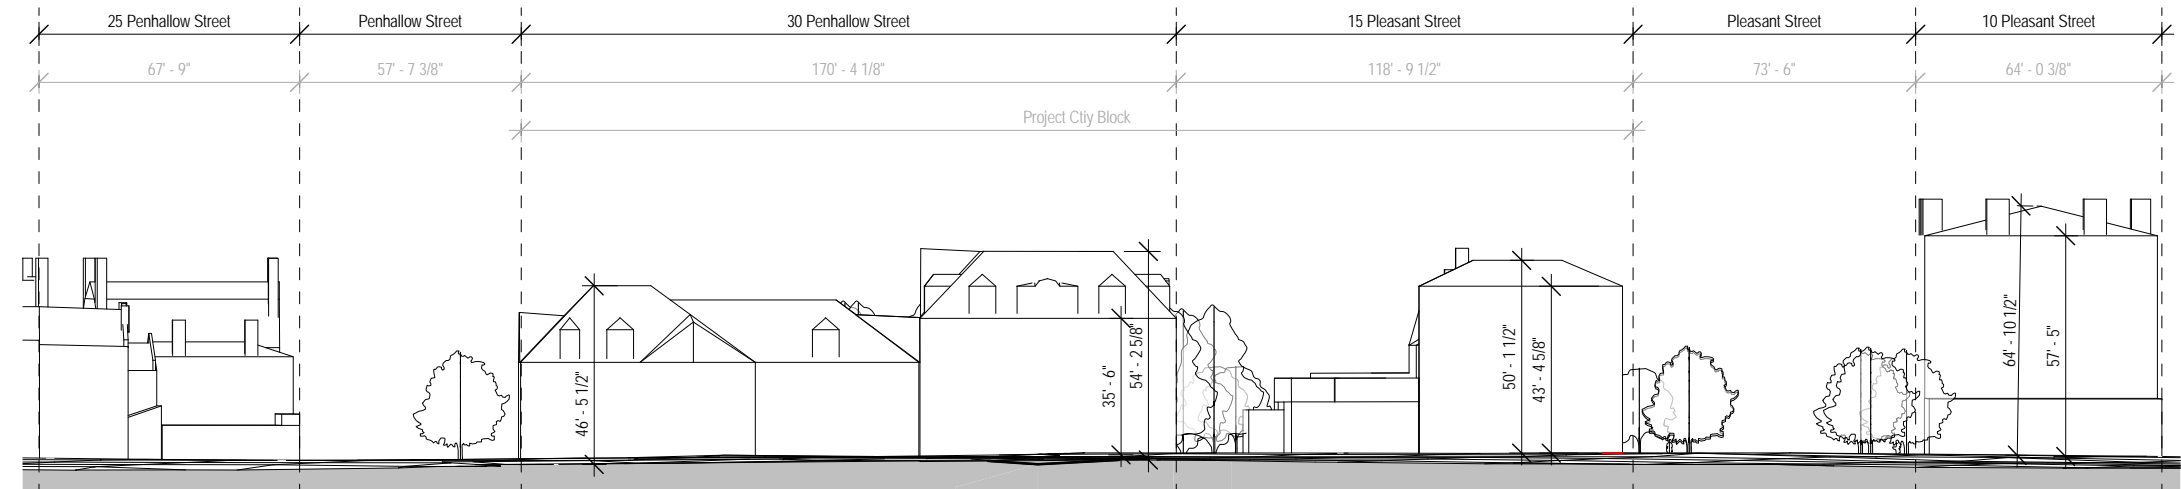 25 Penhallow Street
Penhallow Street
30 Penhallow Street
15 Pleasant Street
Pleasant Street
10 Pleasant Street
67' - 9"
57' - 7 3/8"
170' - 4 1/8"
118' - 9 1/2"
73' - 6"
64' - 0 3/8"
Project Ctiy Block
46' - 5 1/2"
35' - 6"
54' - 2 5/8"
50' - 1 1/2"
43' - 4 5/8"
64' - 10 1/2"
57' - 5"